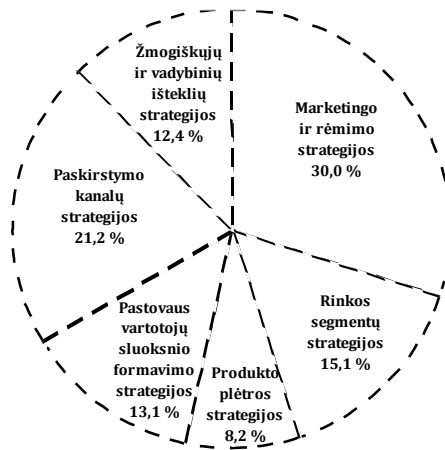 Žmogiškųjų
ir vadybinių
išteklių
strategijos
12,4 %
Marketingo
ir rėmimo
strategijos
30,0 %
Paskirstymo
kanalų
strategijos
21,2 %
Rinkos
segmentų
strategijos
15,1 %
Pastovaus
vartotojų
sluoksnio
formavimo
strategijos
13,1 %
Produkto
plėtros
strategijos
8,2 %